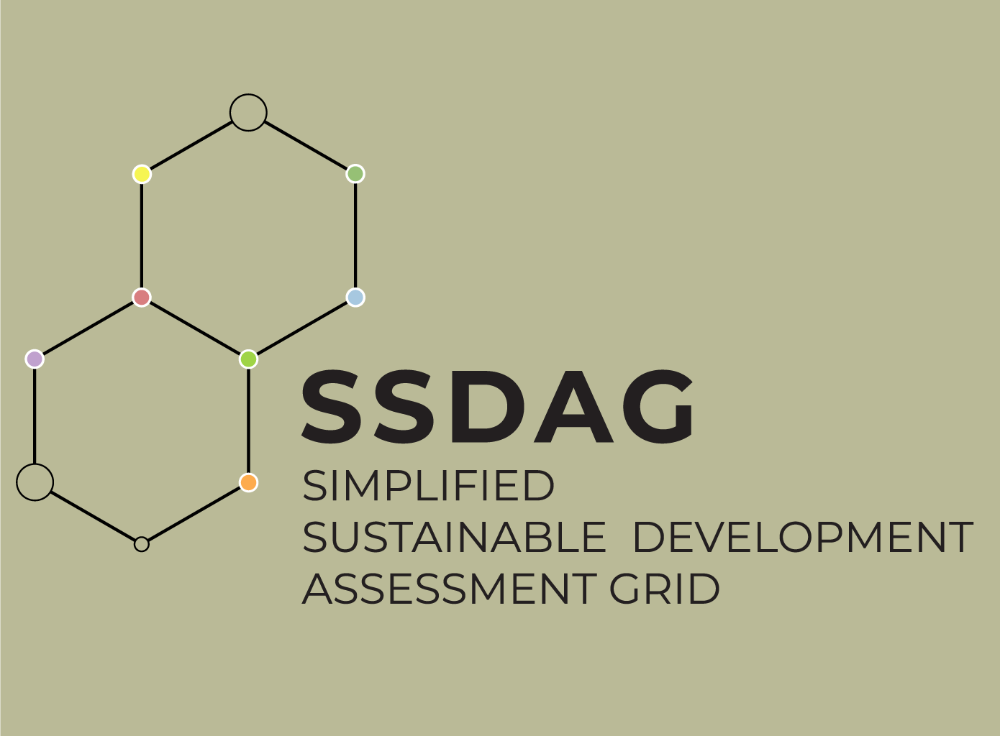 SSDAG
SIMPLIFIED
SUSTAINABLE DEVELOPMENT
ASSESSMENT GRID